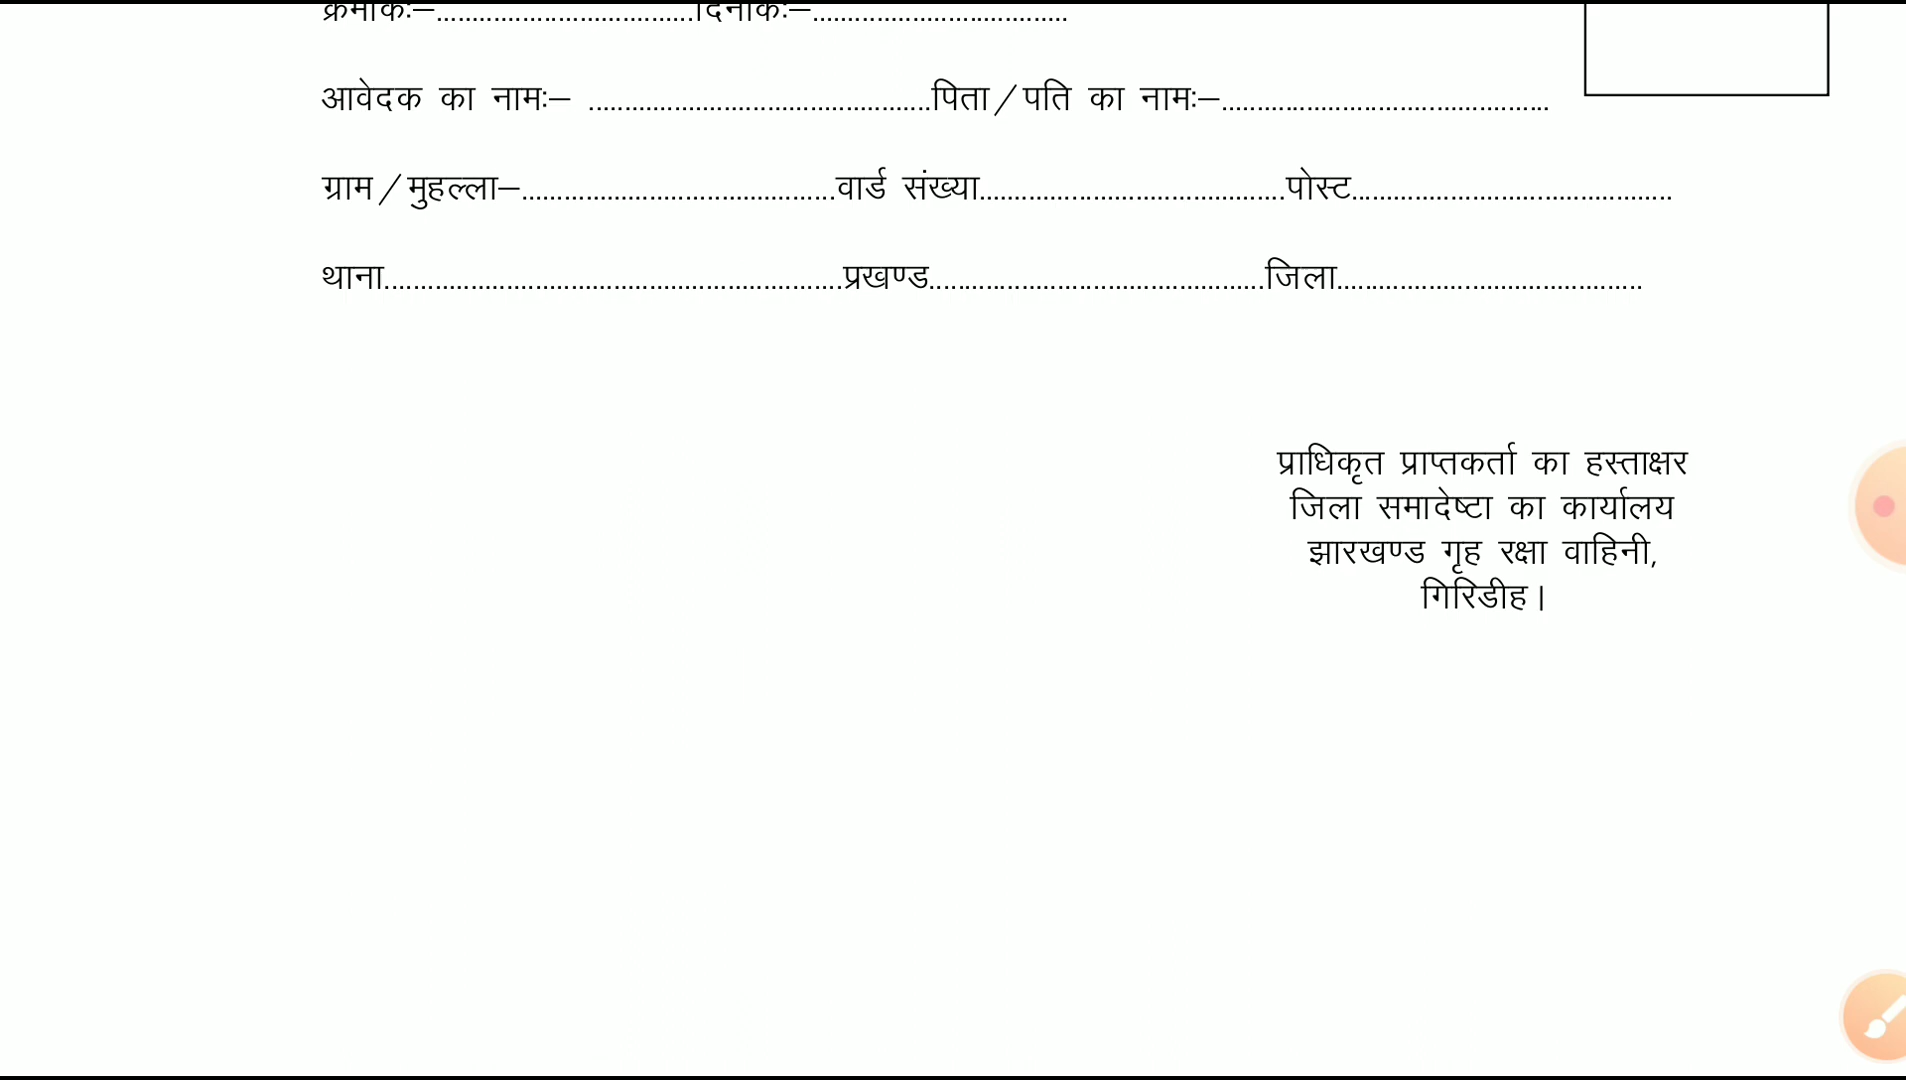 क्रमांकः–....................................दिनांकः–....................................
आवेदक का नामः– ................................................पिता/पति का नामः–..............................................
ग्राम/मुहल्ला–............................................वार्ड संख्या...........................................पोस्ट.............................................
थाना................................................................प्रखण्ड...............................................जिला...........................................
प्राधिकृत प्राप्तकर्ता का हस्ताक्षर
जिला समादेष्टा का कार्यालय
झारखण्ड गृह रक्षा वाहिनी,
गिरिडीह।